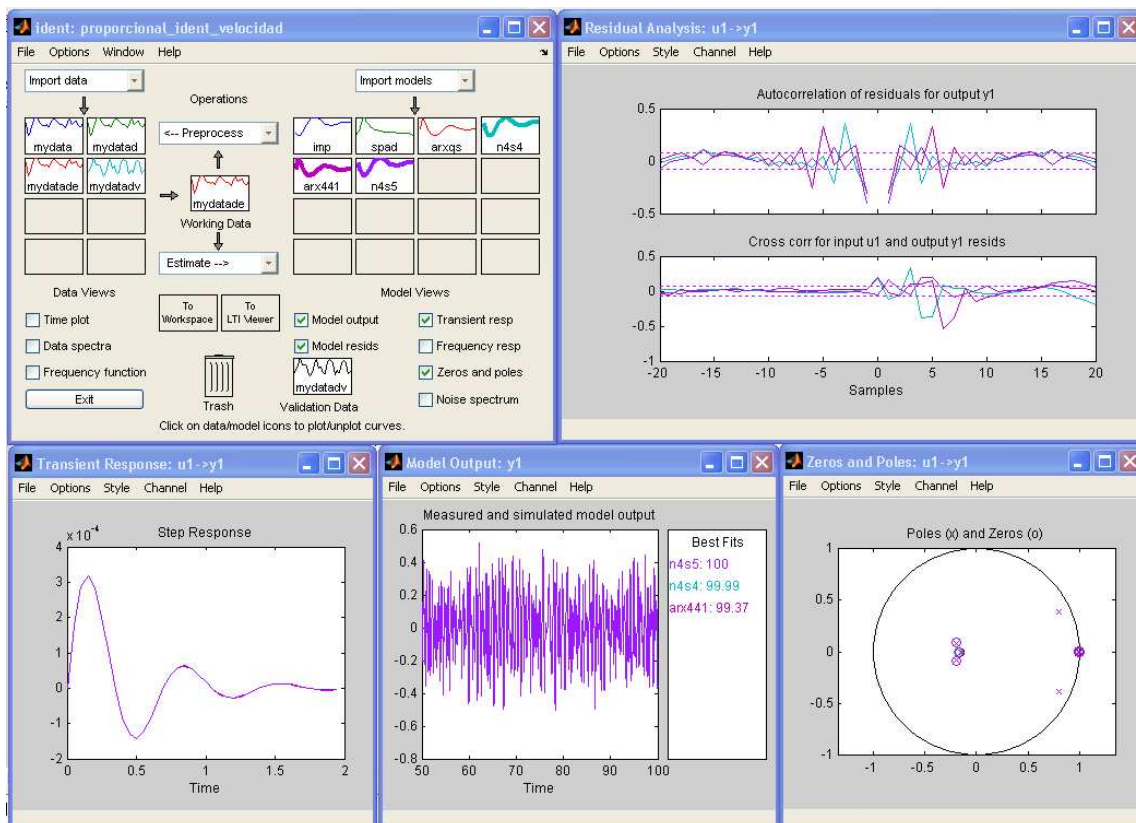 ident: proporcional_ident_velocidad
File Options Window Help
Import data
Import models
Operations
<-- Preprocess
mydata
mydatad
mydatade
mydatadv
imp
spad
arxqs
n4s4
arx441
n4s5
mydatade
Working Data
Estimate -->
Data Views
Model Views
To Workspace
To LTI Viewer
Time plot
Data spectra
Frequency function
Model output
Model resids
Transient resp
Frequency resp
Zeros and poles
Noise spectrum
Exit
Trash
mydatadv
Validation Data
Click on data/model icons to plot/unplot curves.
Residual Analysis: u1->y1
File Options Style Channel Help
Autocorrelation of residuals for output y1
0.5
0
-0.5
-20 -15 -10 -5 0 5 10 15 20
Cross corr for input u1 and output y1 resids
0.5
0
-0.5
-1
-20 -15 -10 -5 0 5 10 15 20
Samples
Transient Response: u1->y1
File Options Style Channel Help
Step Response
x 10^-4
4
3
2
1
0
-1
-2
0 0.5 1 1.5 2
Time
Model Output: y1
File Options Style Channel Help
Measured and simulated model output
0.6
0.4
0.2
0
-0.2
-0.4
-0.6
-0.8
50 60 70 80 90 100
Time
Best Fits
n4s5: 100
n4s4: 99.99
arx441: 99.37
Zeros and Poles: u1->y1
File Options Style Channel Help
Poles (x) and Zeros (o)
1
0.5
0
-0.5
-1
-1 -0.5 0 0.5 1